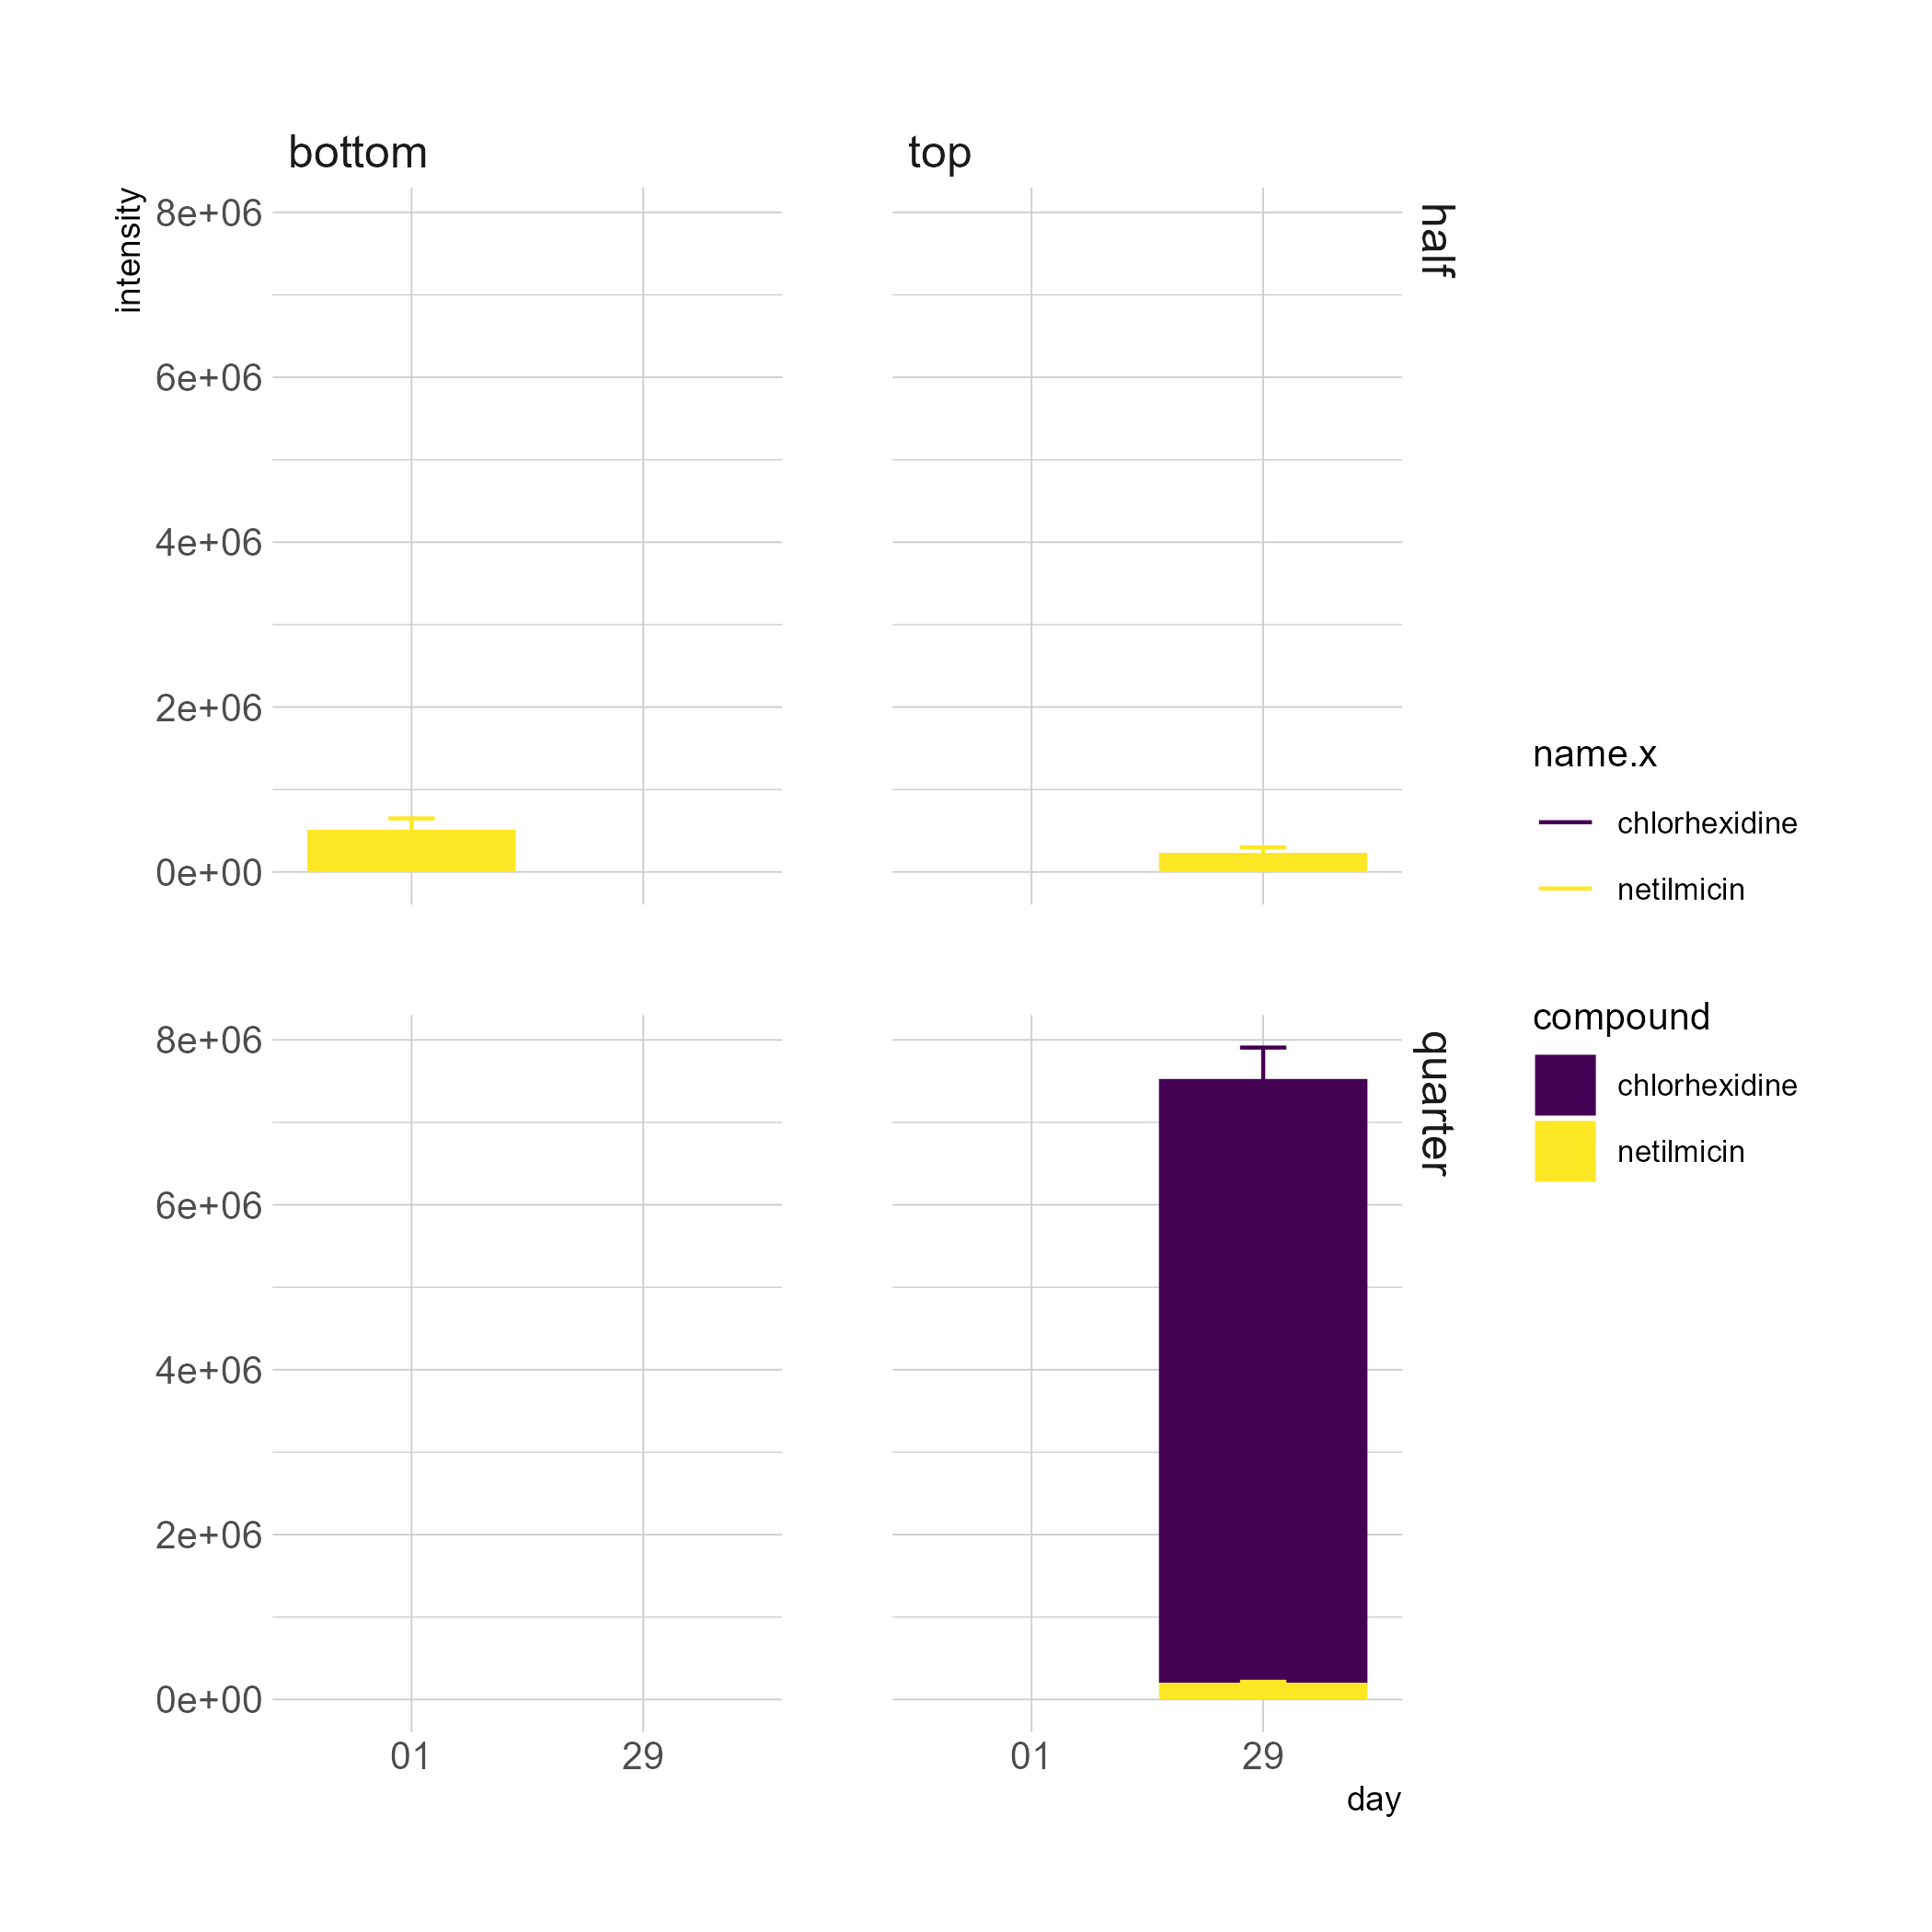 bottom
top
intensity
half
8e+06
6e+06
4e+06
2e+06
0e+00
name.x
chlorhexidine
netilmicin
compound
chlorhexidine
netilmicin
quarter
8e+06
6e+06
4e+06
2e+06
0e+00
01
29
01
29
day